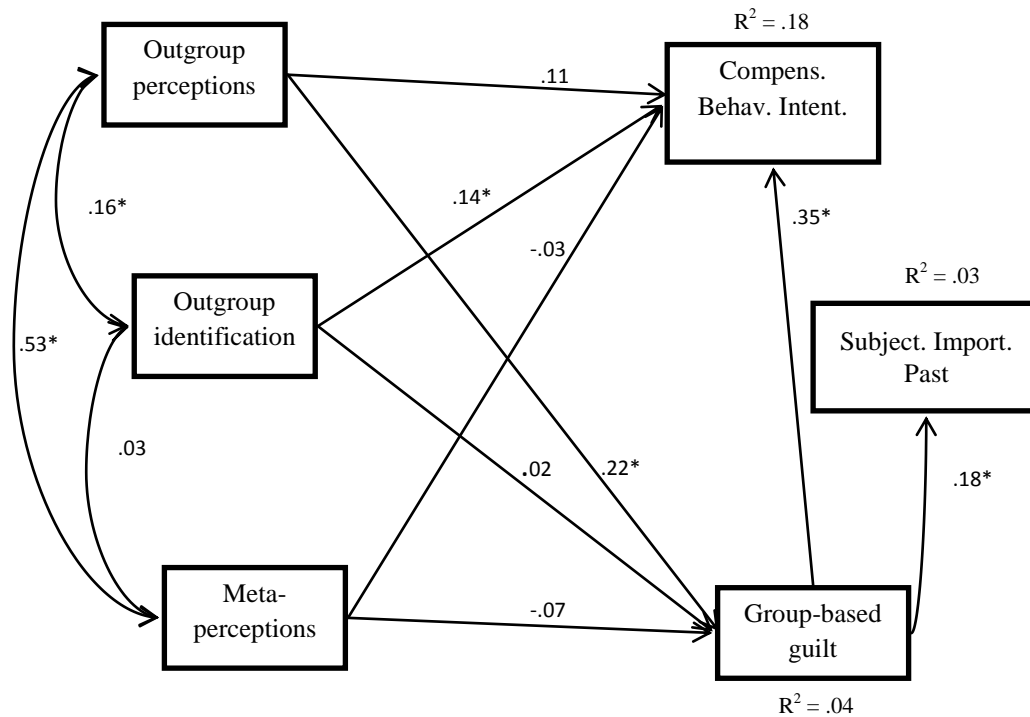 R² = .18
Outgroup
perceptions
Compens.
Behav. Intent.
.11
.16*
.14*
.35*
-.03
R² = .03
Outgroup
identification
Subject. Import.
Past
.53*
.03
.02
.22*
.18*
Meta-
perceptions
-.07
Group-based
guilt
R² = .04